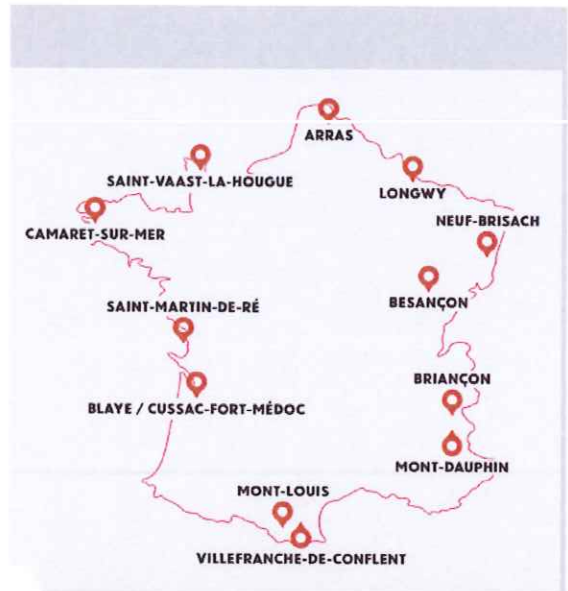 ARRAS
SAINT-VAAST-LA-HOUGUE
LONGWY
NEUF-BRISACH
CAMARET-SUR-MER
BESANÇON
SAINT-MARTIN-DE-RÉ
BRIANÇON
BLAYE / CUSSAC-FORT-MÉDOC
MONT-DAUPHIN
MONT-LOUIS
VILLEFRANCHE-DE-CONFLENT